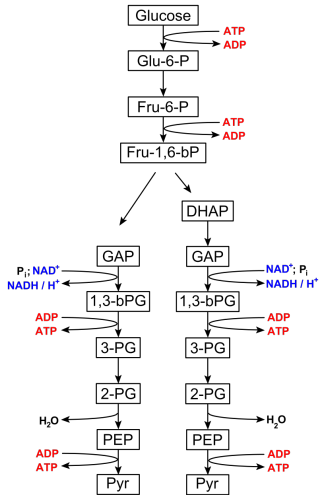 Glucose
ATP
ADP
Glu-6-P
Fru-6-P
ATP
ADP
Fru-1,6-bP
DHAP
GAP GAP
Pi; NAD+ NAD+; Pi
NADH / H+ NADH / H+
1,3-bPG 1,3-bPG
ADP ADP
ATP ATP
3-PG 3-PG
2-PG 2-PG
H2O H2O
PEP PEP
ADP ADP
ATP ATP
Pyr Pyr